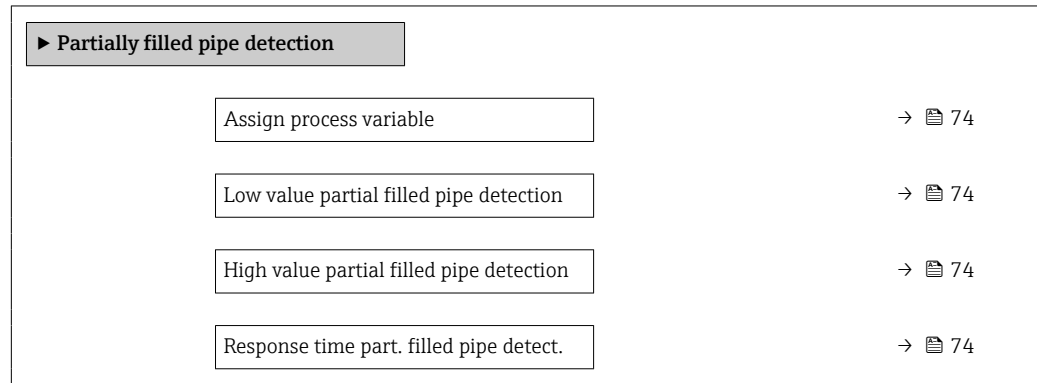 ▶ Partially filled pipe detection
Assign process variable → 🖹 74
Low value partial filled pipe detection → 🖹 74
High value partial filled pipe detection → 🖹 74
Response time part. filled pipe detect. → 🖹 74